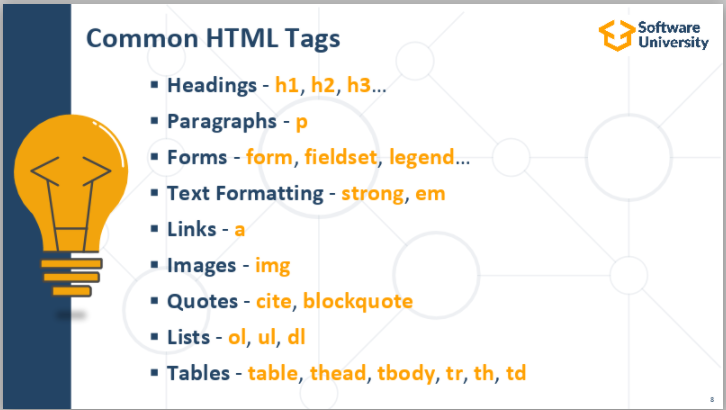 Common HTML Tags
Software
University
▪ Headings - h1, h2, h3...
▪ Paragraphs - p
▪ Forms - form, fieldset, legend...
▪ Text Formatting - strong, em
▪ Links - a
▪ Images - img
▪ Quotes - cite, blockquote
▪ Lists - ol, ul, dl
▪ Tables - table, thead, tbody, tr, th, td
8